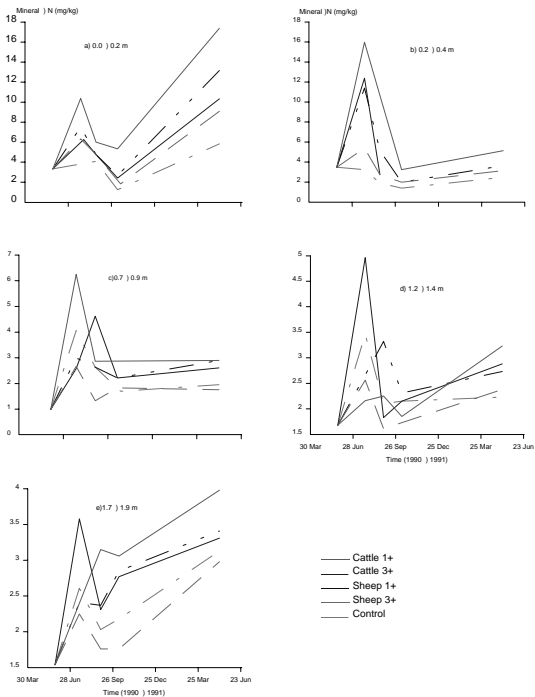 Mineral ) N (mg/kg)
18
16
14
12
10
8
6
4
2
0
a) 0.0 ) 0.2 m
Mineral )N (mg/kg)
18
16
14
12
10
8
6
4
2
0
b) 0.2 ) 0.4 m
7
6
5
4
3
2
1
0
c)0.7 ) 0.9 m
5
4.5
4
3.5
3
2.5
2
1.5
d) 1.2 ) 1.4 m
30 Mar 28 Jun 26 Sep 25 Dec 25 Mar 23 Jun
Time (1990 ) 1991)
4
3.5
3
2.5
2
1.5
e)1.7 ) 1.9 m
30 Mar 28 Jun 26 Sep 25 Dec 25 Mar 23 Jun
Time (1990 ) 1991)
Cattle 1+
Cattle 3+
Sheep 1+
Sheep 3+
Control